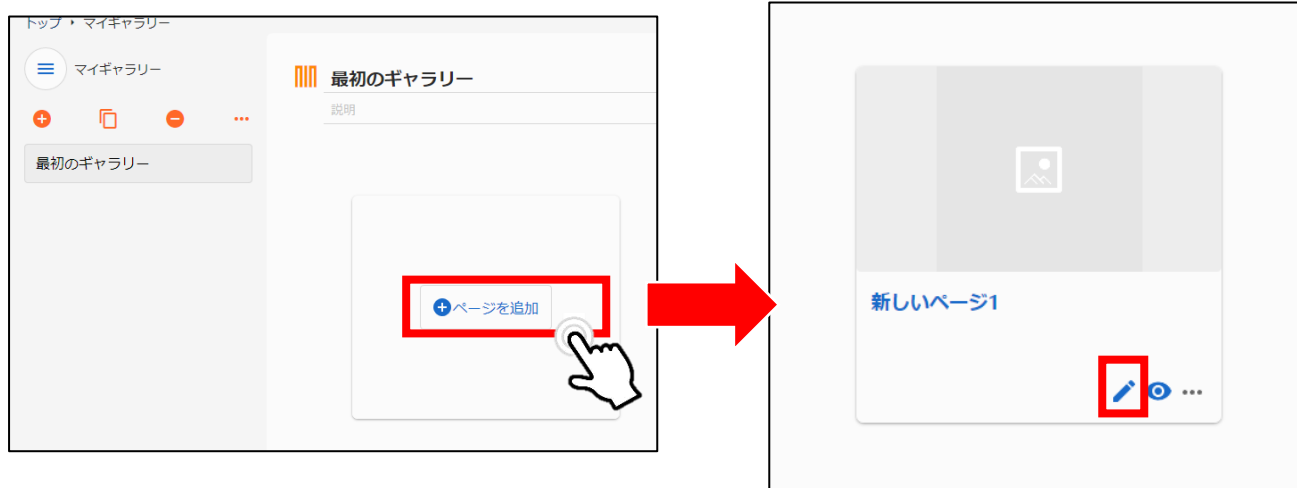 トップ ・ マイギャラリー
マイギャラリー
最初のギャラリー
最初のギャラリー
説明
ページを追加
新しいページ1